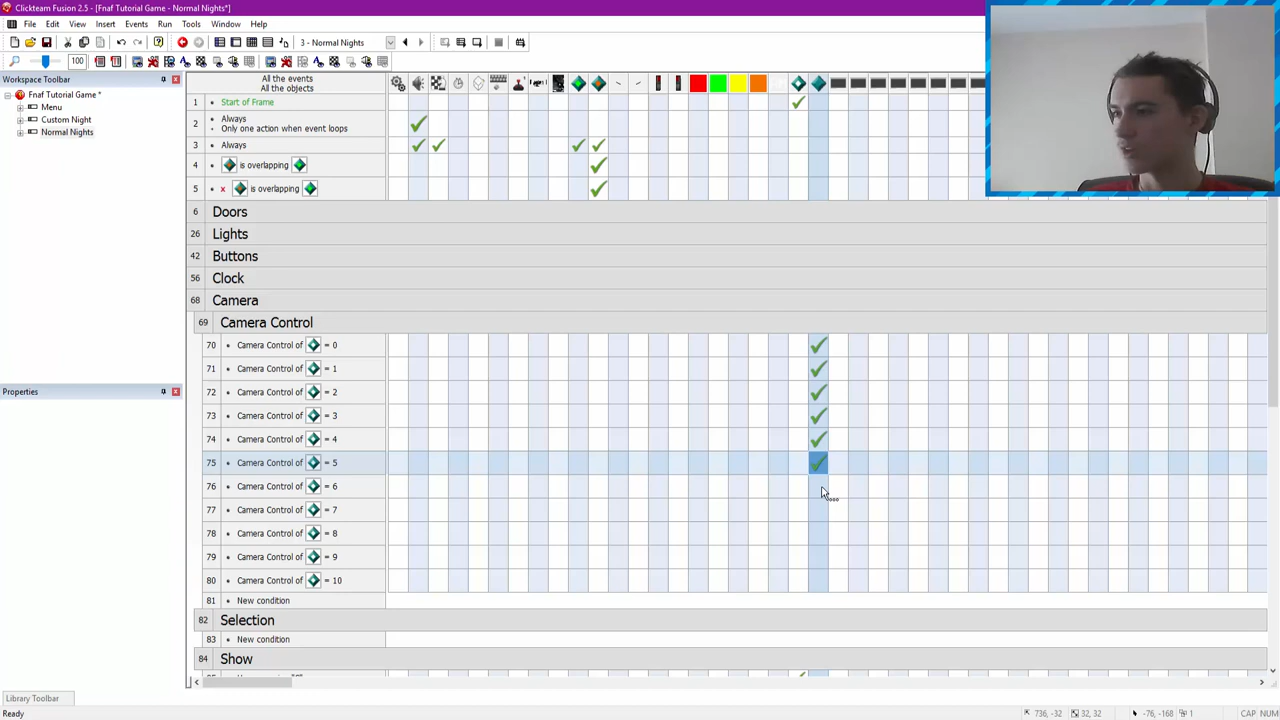 Clickteam Fusion 2.5 - [Fnaf Tutorial Game - Normal Nights*]
File Edit View Insert Events Run Tools Window Help
3 - Normal Nights
100
Workspace Toolbar
Fnaf Tutorial Game *
Menu
Custom Night
Normal Nights
Properties
Library Toolbar
All the events
All the objects
1 Start of Frame
2 Always
Only one action when event loops
3 Always
4 is overlapping
5 x is overlapping
6 Doors
26 Lights
42 Buttons
56 Clock
68 Camera
69 Camera Control
70 Camera Control of = 0
71 Camera Control of = 1
72 Camera Control of = 2
73 Camera Control of = 3
74 Camera Control of = 4
75 Camera Control of = 5
76 Camera Control of = 6
77 Camera Control of = 7
78 Camera Control of = 8
79 Camera Control of = 9
80 Camera Control of = 10
81 New condition
82 Selection
83 New condition
84 Show
Ready
736, -32 32, 32 -76, -168 1 CAP NUM